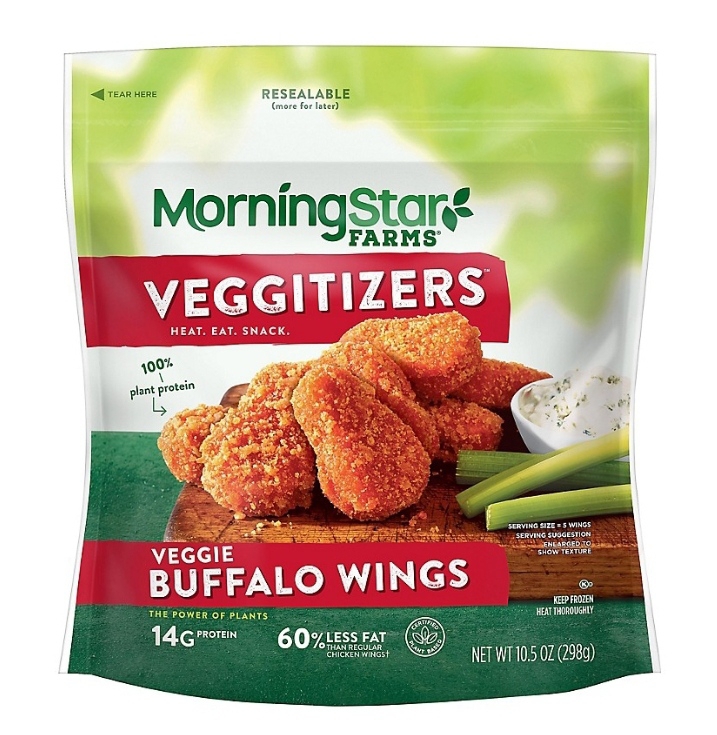 TEAR HERE
RESEALABLE
(more for later)
MorningStar
FARMS®
VEGGITIZERS™
HEAT. EAT. SNACK.
100%
plant protein
SERVING SIZE = 5 WINGS
SERVING SUGGESTION
ENLARGED TO
SHOW TEXTURE
VEGGIE
BUFFALO WINGS
THE POWER OF PLANTS
14G PROTEIN
60% LESS FAT
THAN REGULAR
CHICKEN WINGS†
CERTIFIED
PLANT BASED
K D
KEEP FROZEN
HEAT THOROUGHLY
NET WT 10.5 OZ (298g)